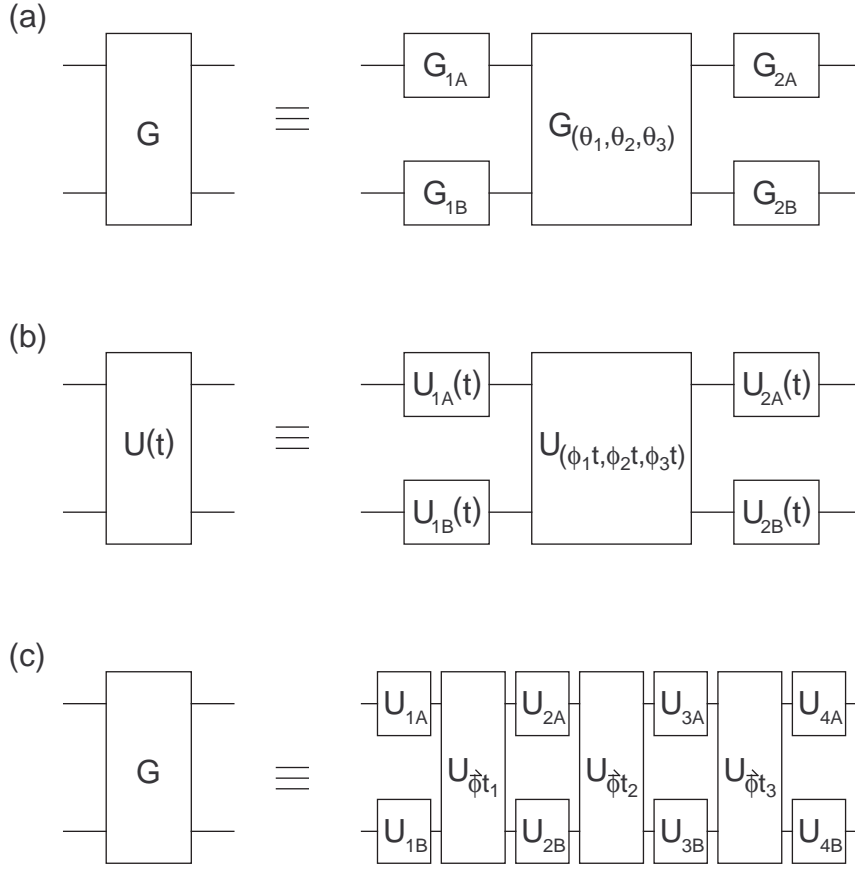 (a)
G ≡ G₁A G(θ₁,θ₂,θ₃) G₂A
G₁B G₂B
(b)
U(t) ≡ U₁A(t) U(ϕ₁t,ϕ₂t,ϕ₃t) U₂A(t)
U₁B(t) U₂B(t)
(c)
U₁A U₂A U₃A U₄A
G ≡ Uϕ⃗t₁ Uϕ⃗t₂ Uϕ⃗t₃
U₁B U₂B U₃B U₄B